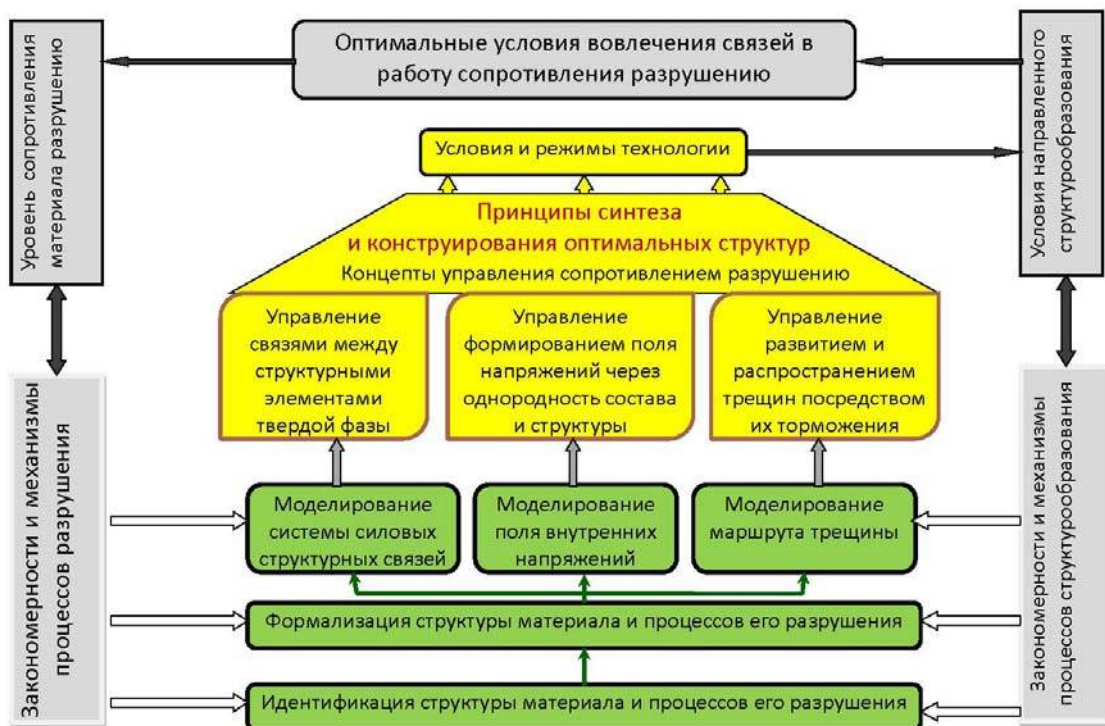 Оптимальные условия вовлечения связей в
работу сопротивления разрушению
Уровень сопротивления
материала разрушению
Условия направленного
структурообразования
Условия и режимы технологии
Принципы синтеза
и конструирования оптимальных структур
Концепты управления сопротивлением разрушению
Управление
связями между
структурными
элементами
твердой фазы
Управление
формированием поля
напряжений через
однородность состава
и структуры
Управление
развитием и
распространением
трещин посредством
их торможения
Закономерности и механизмы
процессов разрушения
Закономерности и механизмы
процессов структурообразования
Моделирование
системы силовых
структурных связей
Моделирование
поля внутренних
напряжений
Моделирование
маршрута трещины
Формализация структуры материала и процессов его разрушения
Идентификация структуры материала и процессов его разрушения